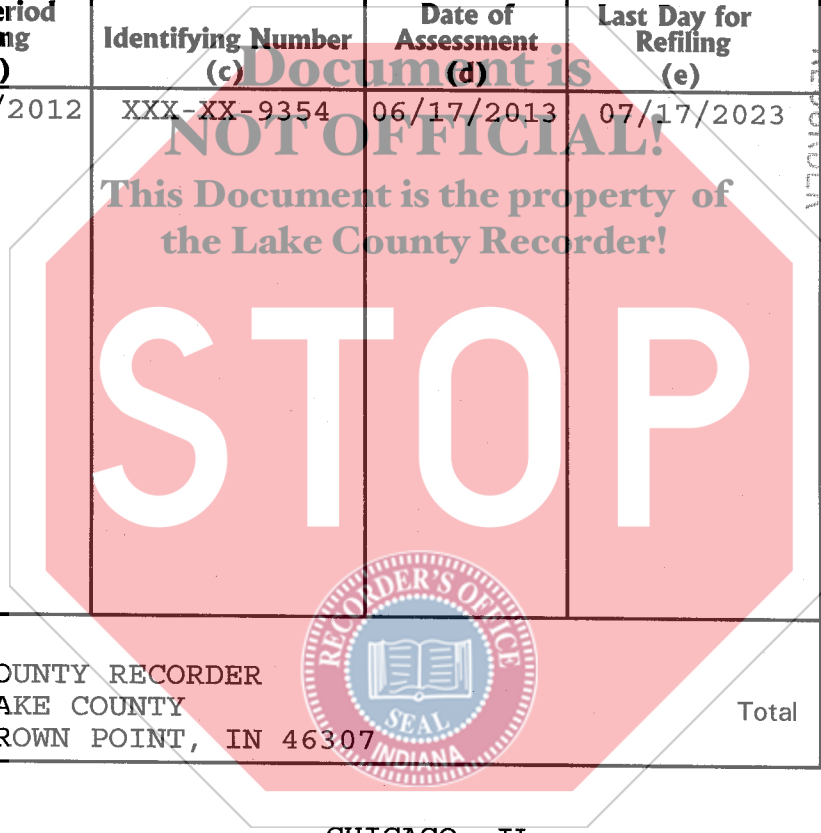 eriod
ng
)
Identifying Number
(c)
Date of
Assessment
(d)
Last Day for
Refiling
(e)
/2012 XXX-XX-9354 06/17/2013 07/17/2023
Document is
NOT OFFICIAL!
This Document is the property of
the Lake County Recorder!
STOP
RECORDER'S OFFICE
SEAL
INDIANA
OUNTY RECORDER
AKE COUNTY
ROWN POINT, IN 46307
Total